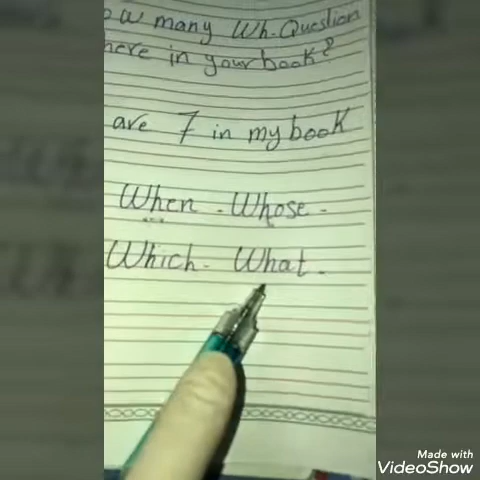 ow many Wh-Question
here in your book?
are 7 in my book
When - Whose -
Which - What -
Made with
VideoShow